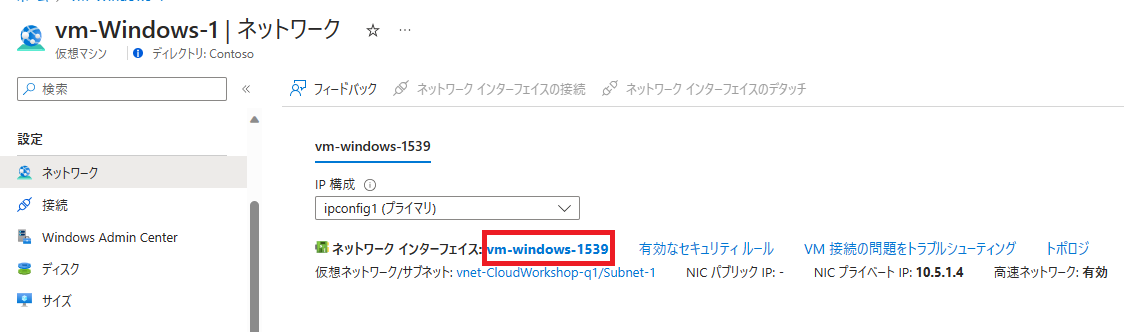 vm-Windows-1 | ネットワーク ☆ …
仮想マシン ディレクトリ: Contoso
検索 «
フィードバック ネットワーク インターフェイスの接続 ネットワーク インターフェイスのデタッチ
設定
ネットワーク
接続
Windows Admin Center
ディスク
サイズ
vm-windows-1539
IP 構成
ipconfig1 (プライマリ)
ネットワーク インターフェイス: vm-windows-1539 有効なセキュリティ ルール VM 接続の問題をトラブルシューティング トポロジ
仮想ネットワーク/サブネット: vnet-CloudWorkshop-q1/Subnet-1 NIC パブリック IP: - NIC プライベート IP: 10.5.1.4 高速ネットワーク: 有効